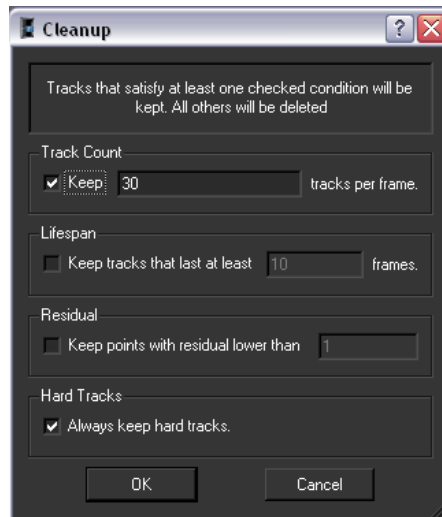 Cleanup
Tracks that satisfy at least one checked condition will be
kept. All others will be deleted
Track Count
Keep 30 tracks per frame.
Lifespan
Keep tracks that last at least 10 frames.
Residual
Keep points with residual lower than 1
Hard Tracks
Always keep hard tracks.
OK Cancel